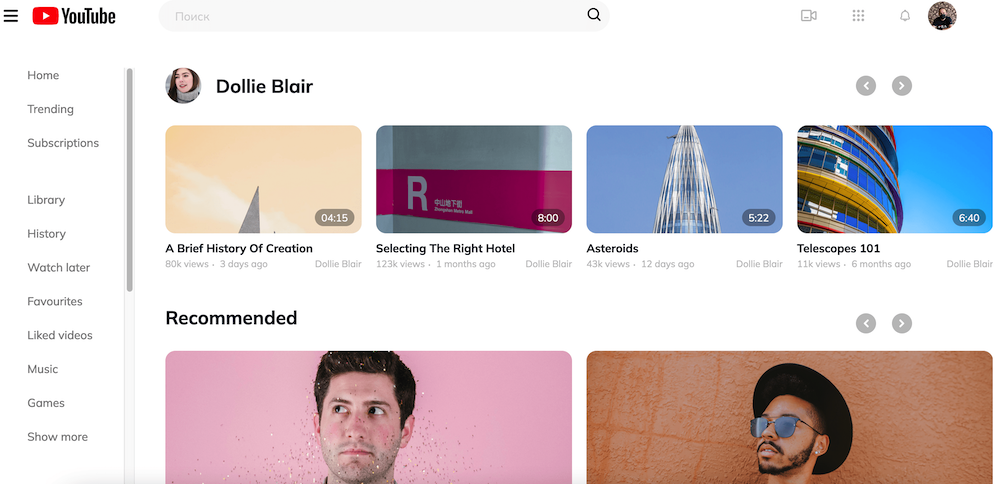 YouTube
Поиск
Home
Trending
Subscriptions
Library
History
Watch later
Favourites
Liked videos
Music
Games
Show more
Dollie Blair
04:15
R 中山地下街
Zhongshan Metro Mall
8:00
5:22
6:40
A Brief History Of Creation
80k views · 3 days ago Dollie Blair
Selecting The Right Hotel
123k views · 1 months ago Dollie Blair
Asteroids
43k views · 12 days ago Dollie Blair
Telescopes 101
11k views · 6 months ago Dollie Blair
Recommended